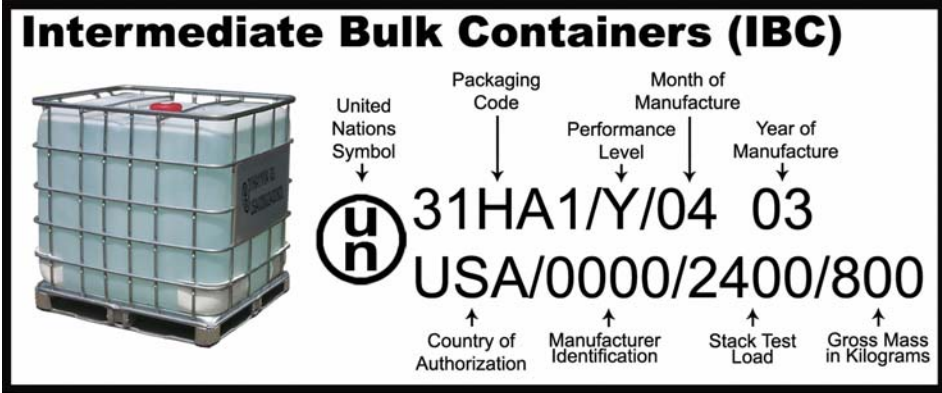 Intermediate Bulk Containers (IBC)
United
Nations
Symbol
Packaging
Code
Performance
Level
Month of
Manufacture
Year of
Manufacture
un
31HA1/Y/04 03
USA/0000/2400/800
Country of
Authorization
Manufacturer
Identification
Stack Test
Load
Gross Mass
in Kilograms